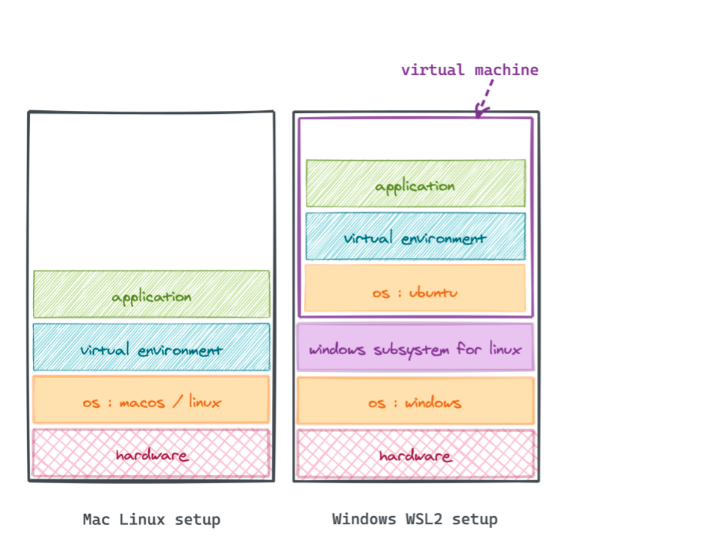 virtual machine
application
virtual environment
os : ubuntu
application
virtual environment
windows subsystem for linux
os : macos / linux
os : windows
hardware
hardware
Mac Linux setup
Windows WSL2 setup